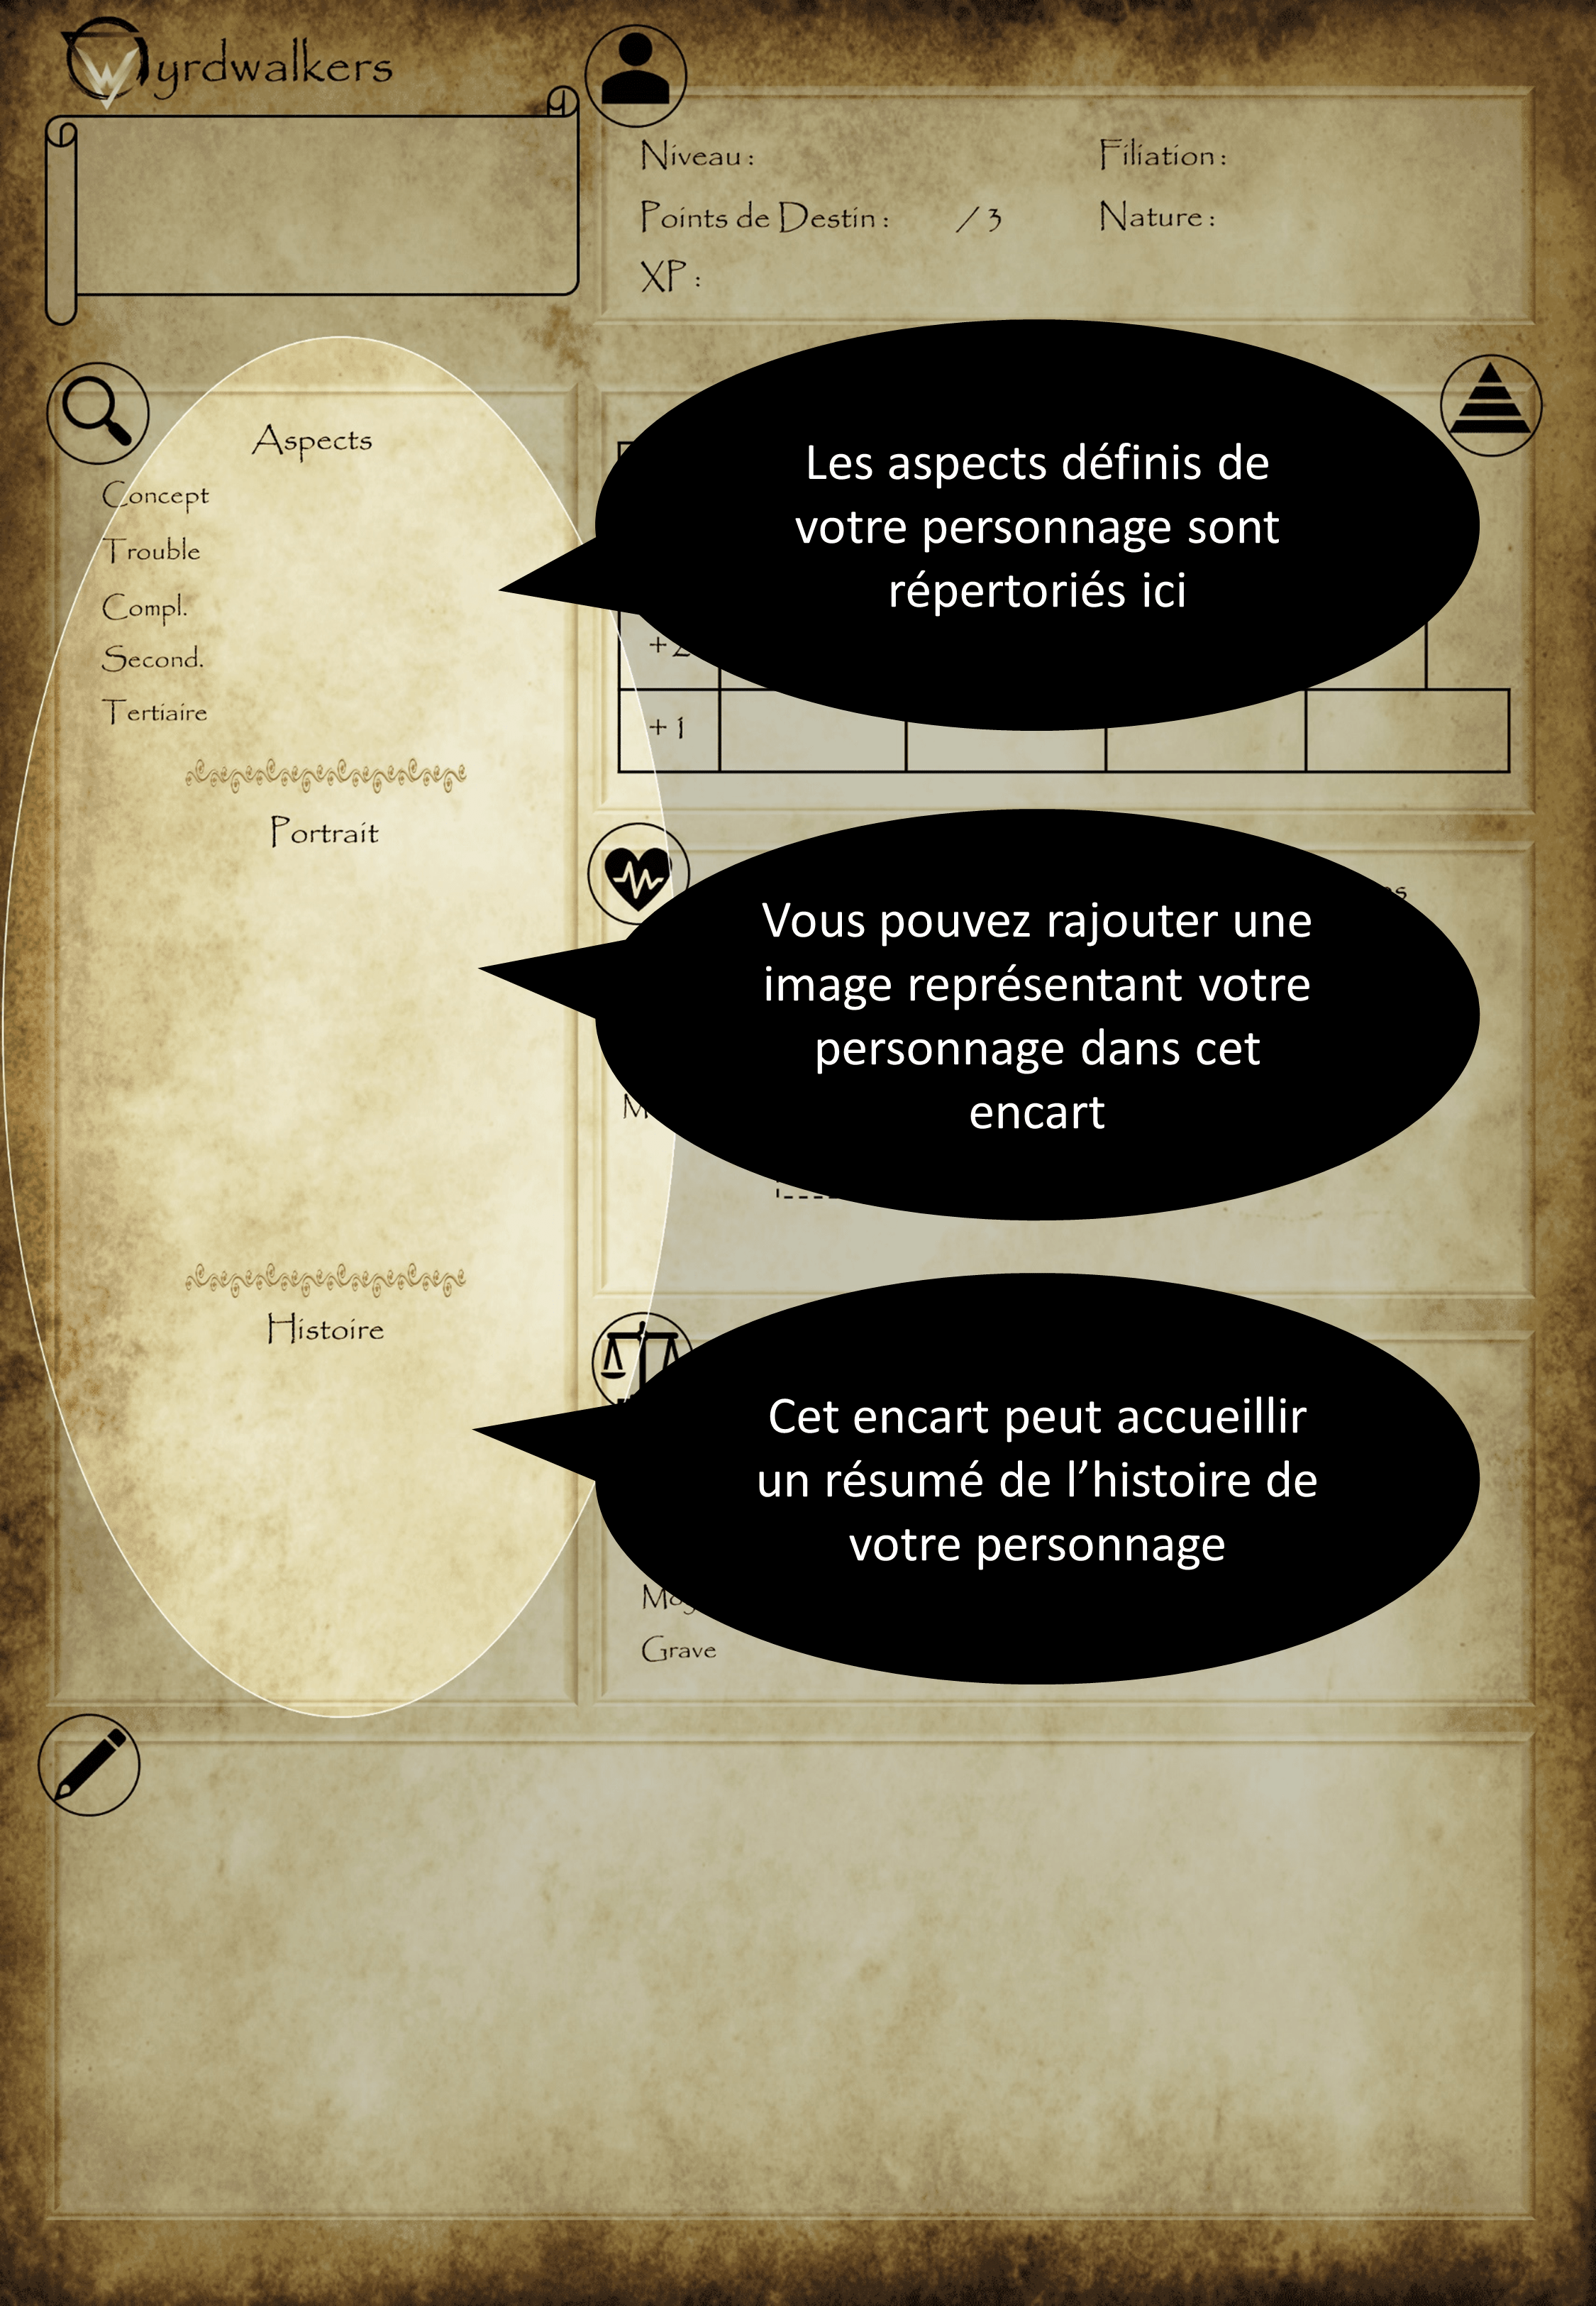 Wyrdwalkers
Niveau :
Filiation :
Points de Destin : / 3
Nature :
XP :
Aspects
Concept
Trouble
Compl.
Second.
Tertiaire
Portrait
Histoire
Les aspects définis de
votre personnage sont
répertoriés ici
+2
+1
Vous pouvez rajouter une
image représentant votre
personnage dans cet
encart
Cet encart peut accueillir
un résumé de l’histoire de
votre personnage
Grave